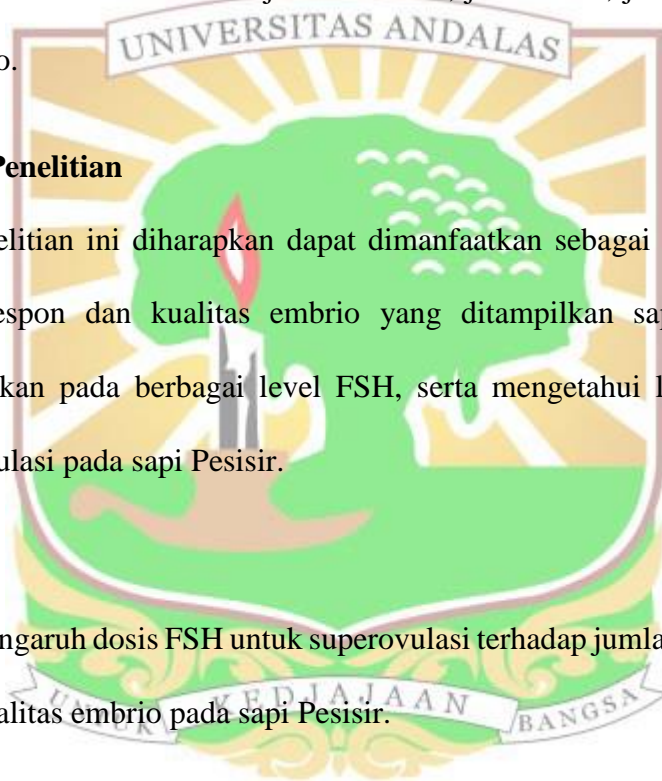 UNIVERSITAS ANDALAS
o.
Penelitian
elitian ini diharapkan dapat dimanfaatkan sebagai
espon dan kualitas embrio yang ditampilkan sap
kan pada berbagai level FSH, serta mengetahui l
ulasi pada sapi Pesisir.
ngaruh dosis FSH untuk superovulasi terhadap jumla
alitas embrio pada sapi Pesisir.
UNTUK KEDJAJAAN BANGSA